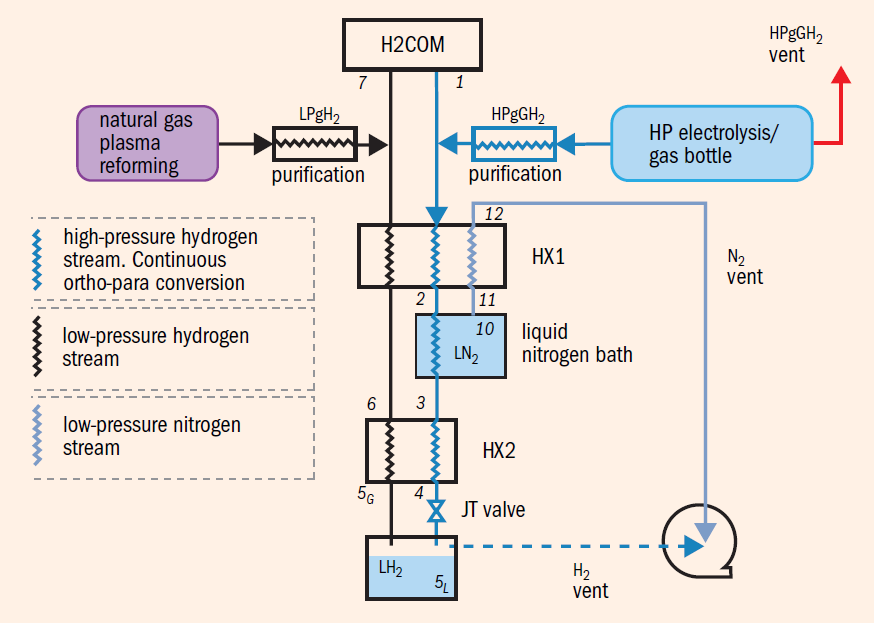 H2COM
HPgGH₂
vent
7
1
natural gas
plasma
reforming
LPgH₂
purification
HPgGH₂
purification
HP electrolysis/
gas bottle
12
high-pressure hydrogen
stream. Continuous
ortho-para conversion
HX1
N₂
vent
2
11
low-pressure hydrogen
stream
10
LN₂
liquid
nitrogen bath
6
3
low-pressure nitrogen
stream
HX2
5G
4
JT valve
LH₂
5L
H₂
vent